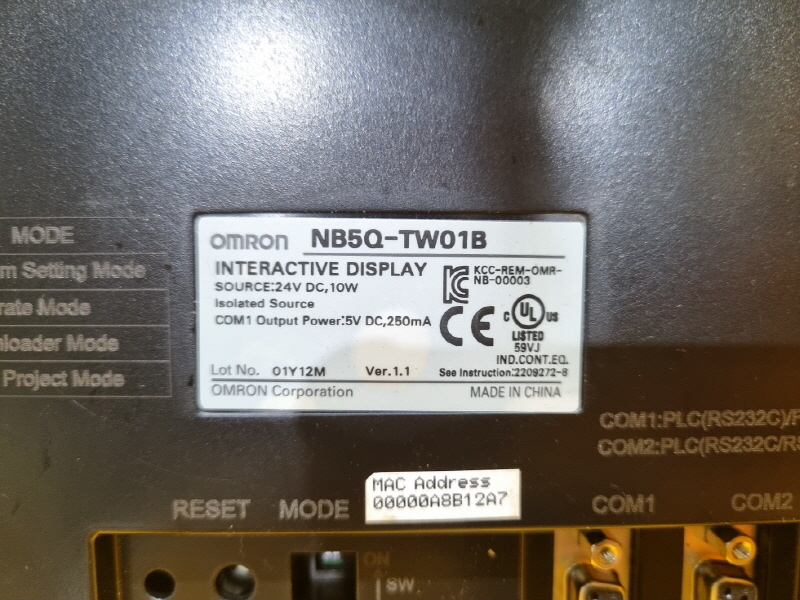 OMRON NB5Q-TW01B
INTERACTIVE DISPLAY
SOURCE:24V DC,10W
Isolated Source
COM1 Output Power:5V DC,250mA
KCC-REM-OMR-
NB-00003
CE
C UL US
LISTED
59VJ
IND.CONT.EQ.
Lot No. 01Y12M Ver.1.1 See Instruction:2209272-8
OMRON Corporation MADE IN CHINA
MODE
Setting Mode
Mode
Mode
Project Mode
COM1:PLC(RS232C)/
COM2:PLC(RS232C/
MAC Address
00000A8B12A7
RESET MODE COM1 COM2
ON
SW